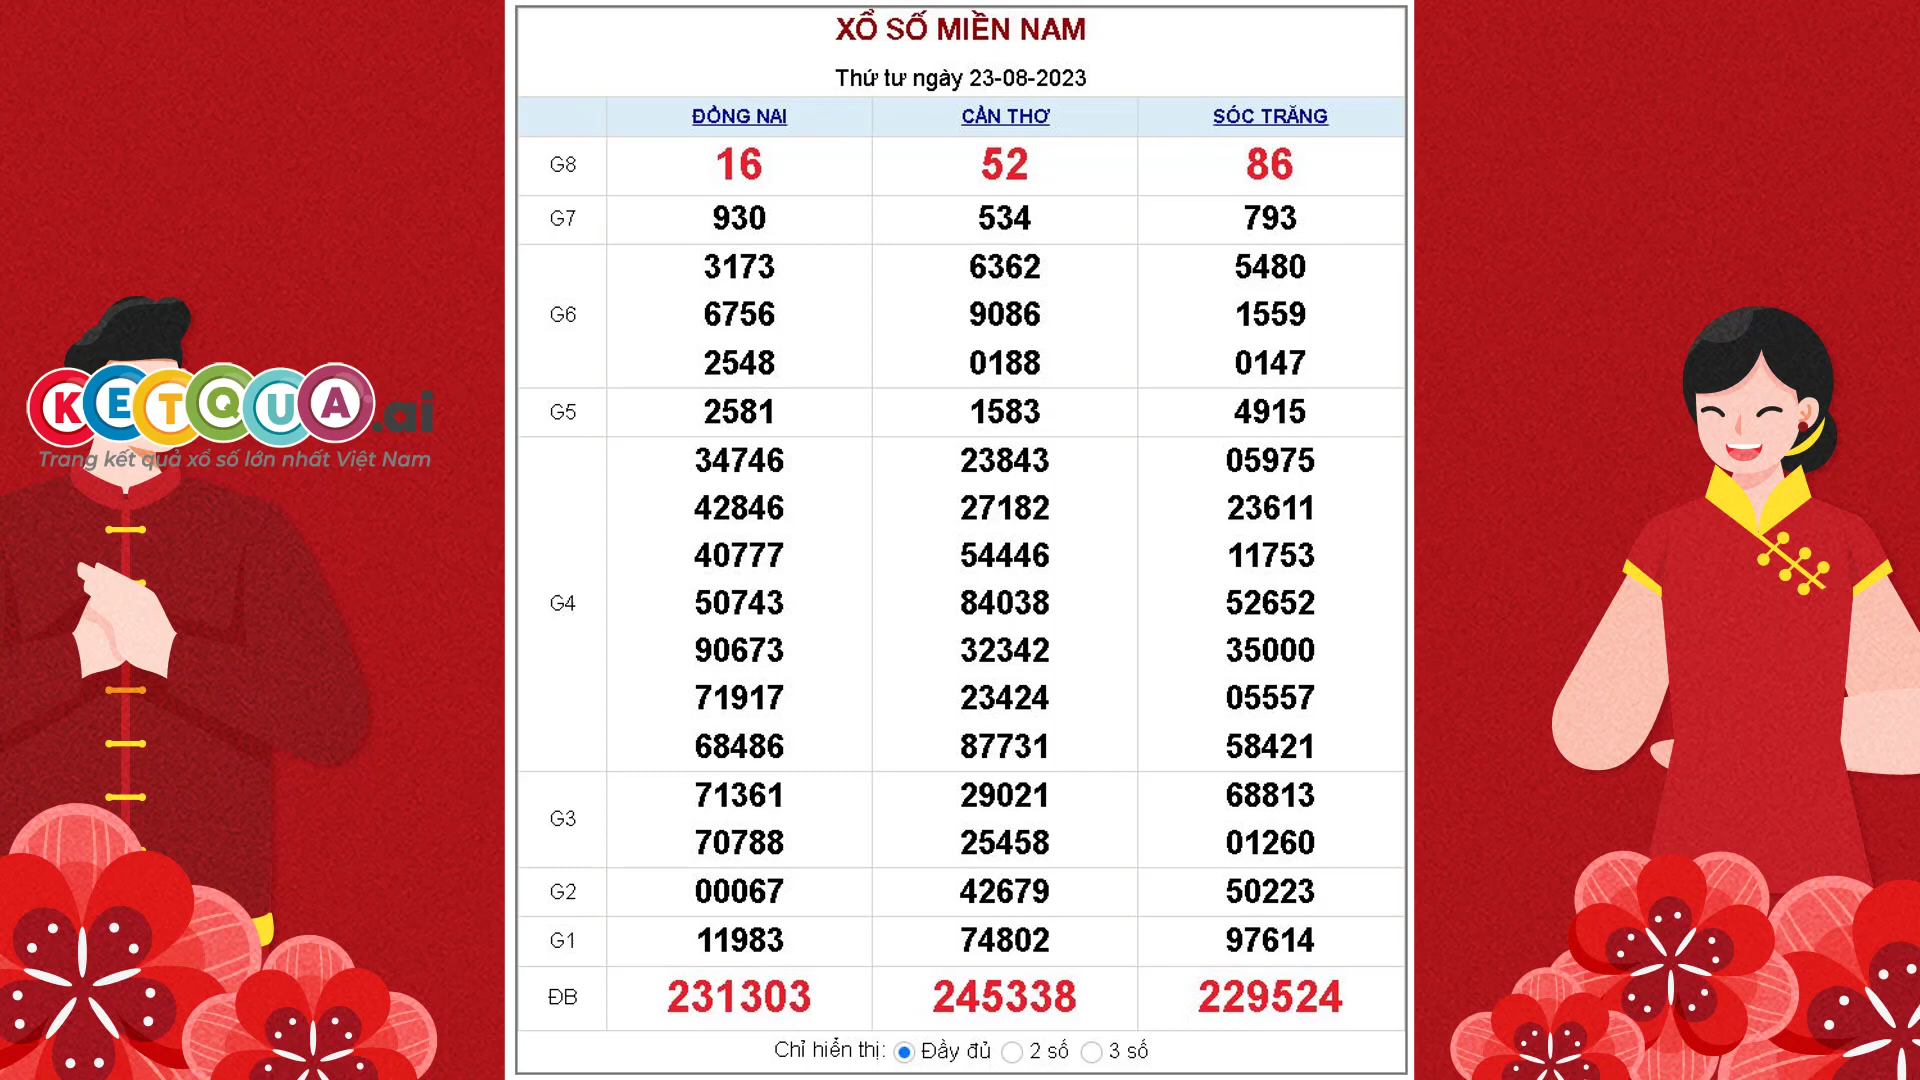 XỔ SỐ MIỀN NAM
Thứ tư ngày 23-08-2023
ĐỒNG NAI CẦN THƠ SÓC TRĂNG
G8 16 52 86
G7 930 534 793
3173 6362 5480
G6 6756 9086 1559
2548 0188 0147
G5 2581 1583 4915
34746 23843 05975
42846 27182 23611
40777 54446 11753
G4 50743 84038 52652
90673 32342 35000
71917 23424 05557
68486 87731 58421
71361 29021 68813
G3
70788 25458 01260
G2 00067 42679 50223
G1 11983 74802 97614
ĐB 231303 245338 229524
Chỉ hiển thị: Đầy đủ 2 số 3 số
KETQUA.ai
Trang kết quả xổ số lớn nhất Việt Nam